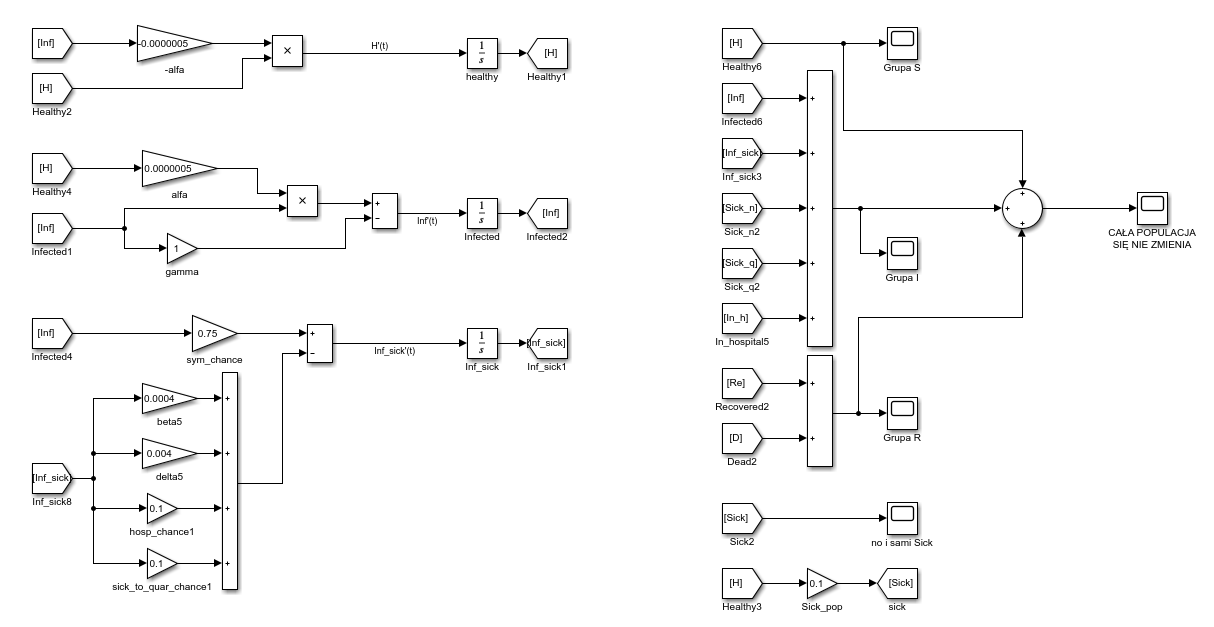 [Inf]
-0.0000005
-alfa
×
[H]
Healthy2
H'(t)
1
s
healthy
[H]
Healthy1
[H]
Healthy4
0.0000005
alfa
[Inf]
Infected1
1
gamma
×
+
−
Inf'(t)
1
s
Infected
[Inf]
Infected2
[Inf]
Infected4
0.75
sym_chance
+
−
Inf_sick'(t)
1
s
Inf_sick
[Inf_sick]
Inf_sick1
[Inf_sick]
Inf_sick8
0.0004
beta5
0.004
delta5
0.1
hosp_chance1
0.1
sick_to_quar_chance1
+
+
+
+
[H]
Healthy6
Grupa S
[Inf]
Infected6
[Inf_sick]
Inf_sick3
[Sick_n]
Sick_n2
[Sick_q]
Sick_q2
[In_h]
In_hospital5
+
+
+
+
+
Grupa I
[Re]
Recovered2
[D]
Dead2
+
+
Grupa R
+
+
+
CAŁA POPULACJA
SIĘ NIE ZMIENIA
[Sick]
Sick2
no i sami Sick
[H]
Healthy3
0.1
Sick_pop
[Sick]
sick